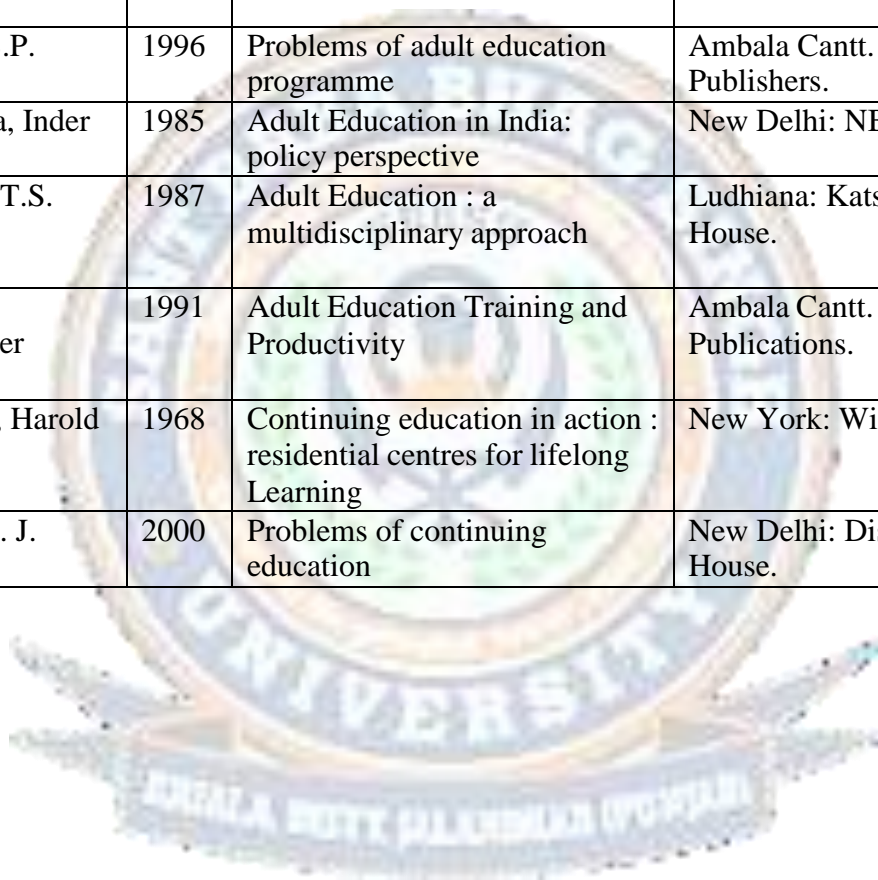 .P. 1996 Problems of adult education Ambala Cantt.
programme Publishers.
a, Inder 1985 Adult Education in India: New Delhi: NE
policy perspective
T.S. 1987 Adult Education : a Ludhiana: Kats
multidisciplinary approach House.
1991 Adult Education Training and Ambala Cantt.
er Productivity Publications.
, Harold 1968 Continuing education in action : New York: Wi
residential centres for lifelong
Learning
. J. 2000 Problems of continuing New Delhi: Dis
education House.
UNIVERSITY